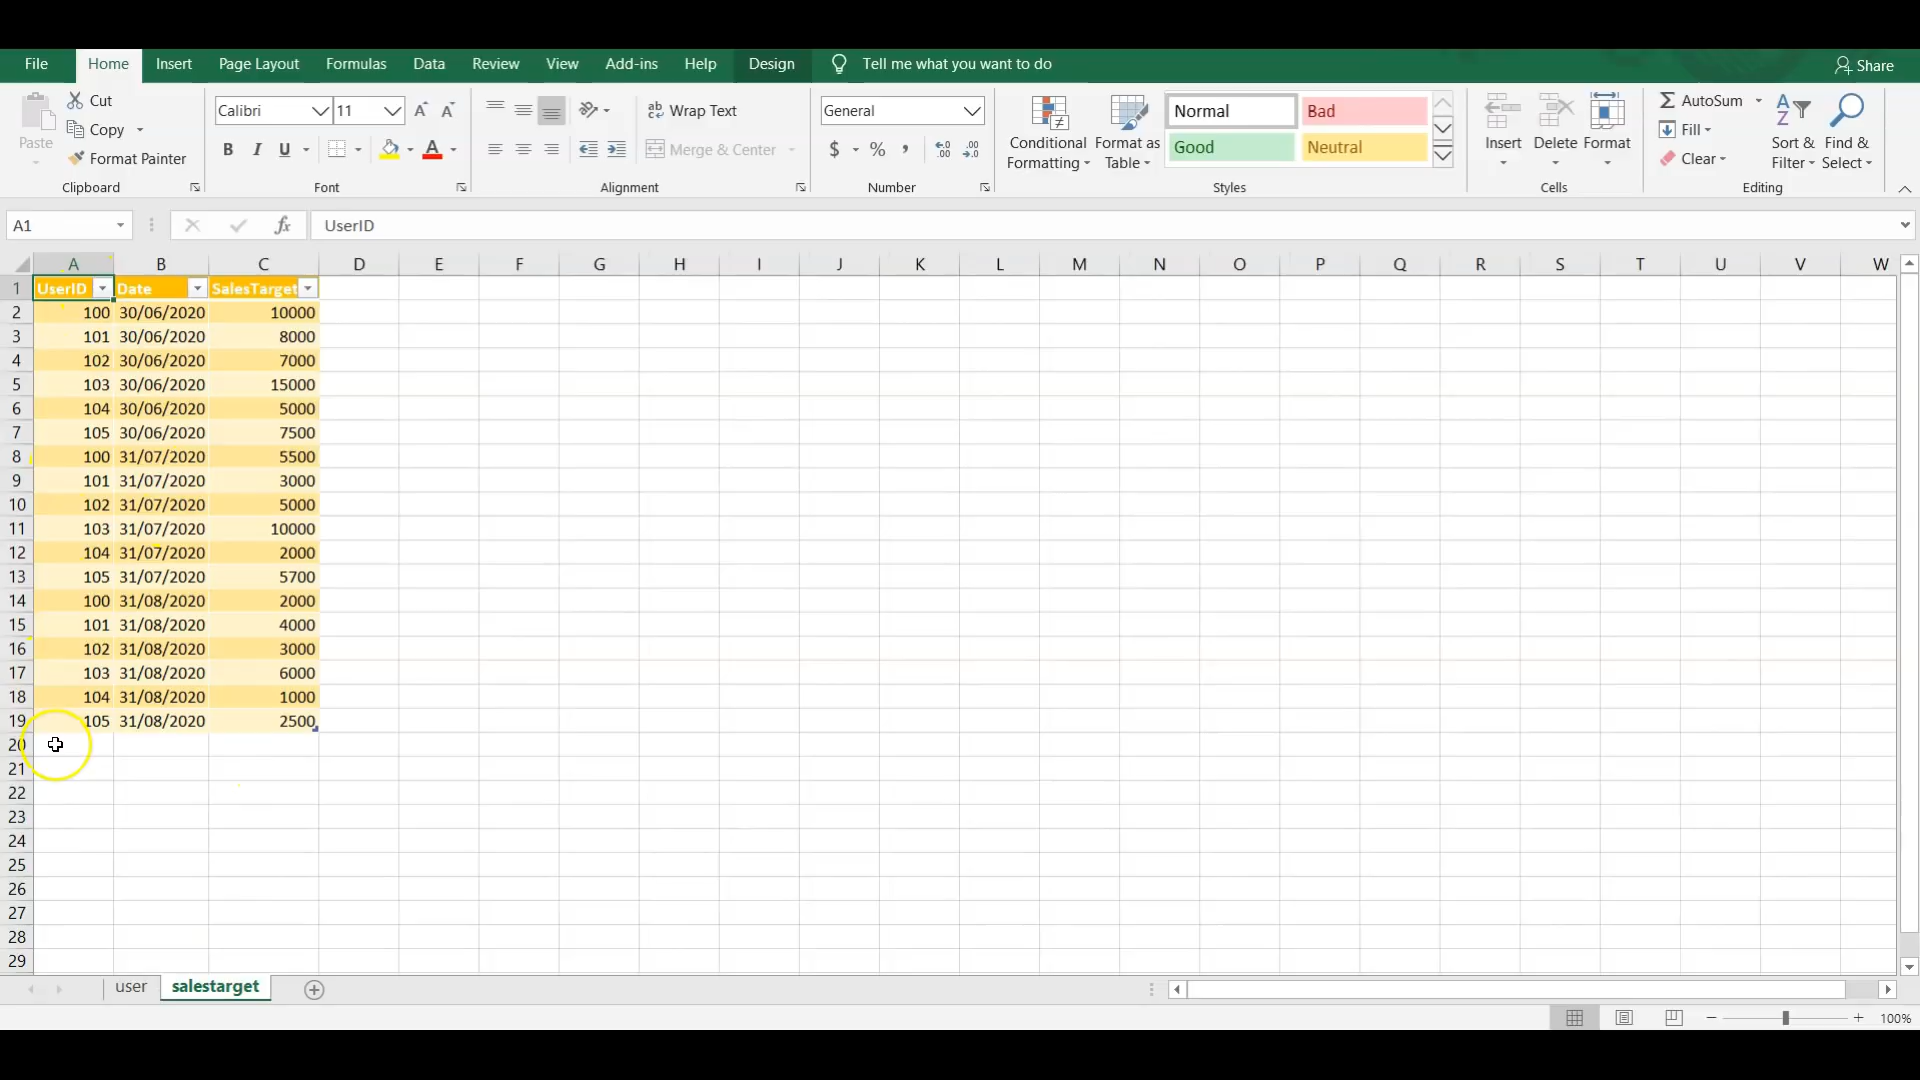 File Home Insert Page Layout Formulas Data Review View Add-ins Help Design Tell me what you want to do Share
Cut
Copy
Format Painter
Paste
Clipboard
Calibri 11
B I U
Font
Wrap Text
Merge & Center
Alignment
General
$ % ,
Number
Conditional Formatting
Format as Table
Normal Bad
Good Neutral
Styles
Insert Delete Format
Cells
AutoSum
Fill
Clear
Sort & Filter
Find & Select
Editing
A1 fx UserID
A B C D E F G H I J K L M N O P Q R S T U V W
1 UserID Date SalesTarget
2 100 30/06/2020 10000
3 101 30/06/2020 8000
4 102 30/06/2020 7000
5 103 30/06/2020 15000
6 104 30/06/2020 5000
7 105 30/06/2020 7500
8 100 31/07/2020 5500
9 101 31/07/2020 3000
10 102 31/07/2020 5000
11 103 31/07/2020 10000
12 104 31/07/2020 2000
13 105 31/07/2020 5700
14 100 31/08/2020 2000
15 101 31/08/2020 4000
16 102 31/08/2020 3000
17 103 31/08/2020 6000
18 104 31/08/2020 1000
19 105 31/08/2020 2500
20
21
22
23
24
25
26
27
28
29
user salestarget
100%